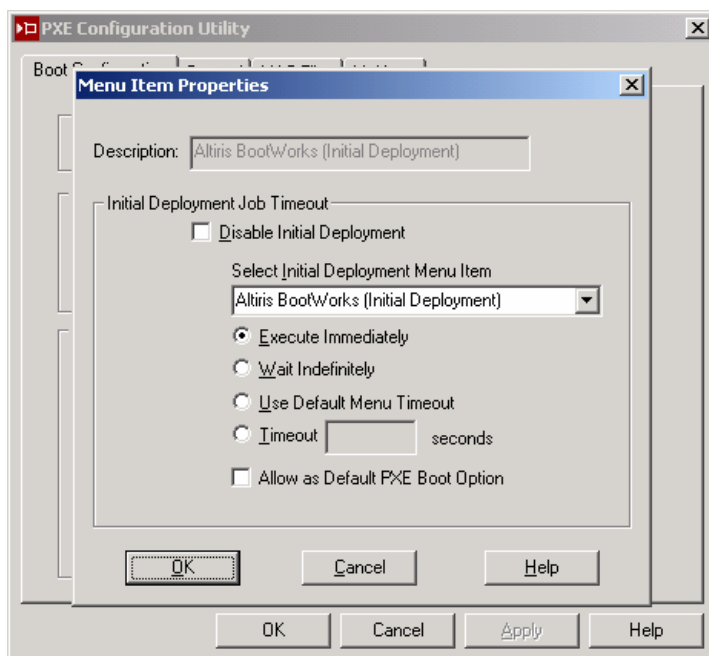 PXE Configuration Utility
Boot
Menu Item Properties
Description: Altiris BootWorks (Initial Deployment)
Initial Deployment Job Timeout
Disable Initial Deployment
Select Initial Deployment Menu Item
Altiris BootWorks (Initial Deployment)
Execute Immediately
Wait Indefinitely
Use Default Menu Timeout
Timeout seconds
Allow as Default PXE Boot Option
OK Cancel Help
OK Cancel Apply Help